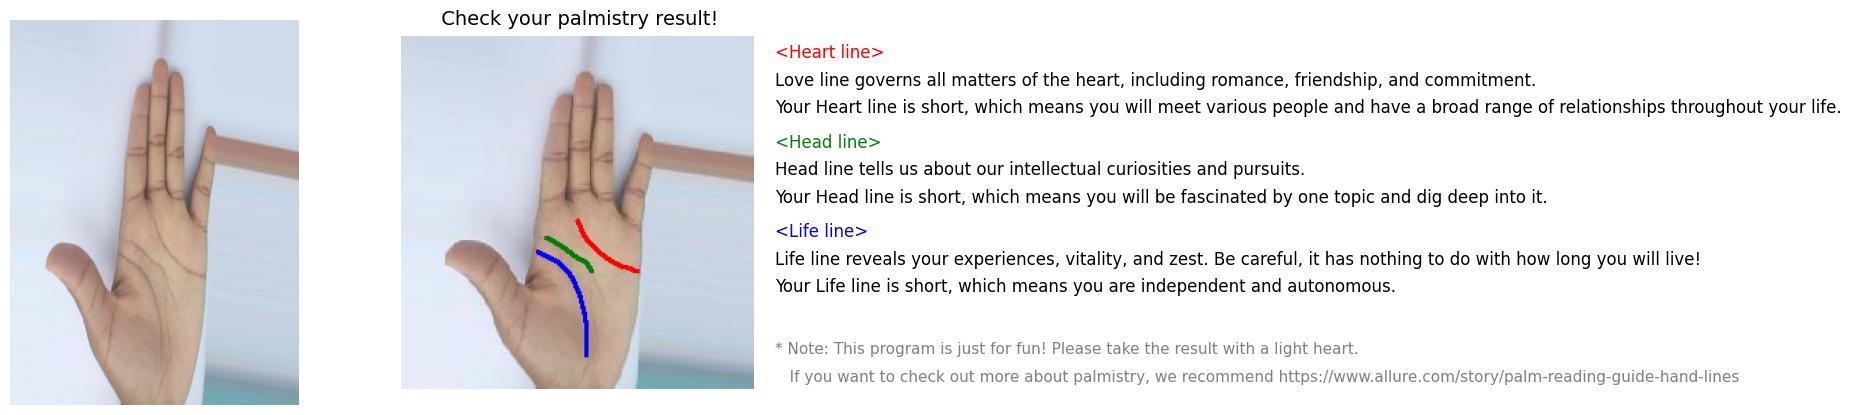 Check your palmistry result!
<Heart line>
Love line governs all matters of the heart, including romance, friendship, and commitment.
Your Heart line is short, which means you will meet various people and have a broad range of relationships throughout your life.
<Head line>
Head line tells us about our intellectual curiosities and pursuits.
Your Head line is short, which means you will be fascinated by one topic and dig deep into it.
<Life line>
Life line reveals your experiences, vitality, and zest. Be careful, it has nothing to do with how long you will live!
Your Life line is short, which means you are independent and autonomous.
* Note: This program is just for fun! Please take the result with a light heart.
If you want to check out more about palmistry, we recommend https://www.allure.com/story/palm-reading-guide-hand-lines